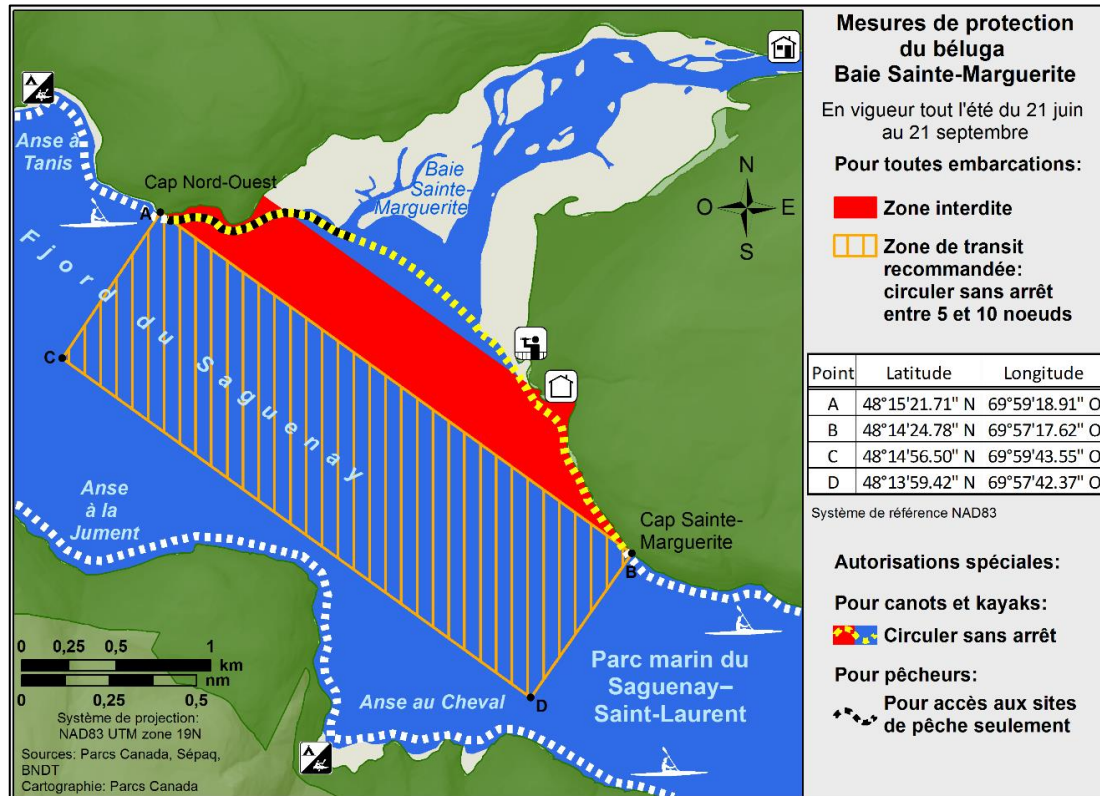 Mesures de protection
du béluga
Baie Sainte-Marguerite
En vigueur tout l'été du 21 juin
au 21 septembre
Pour toutes embarcations:
Zone interdite
Zone de transit
recommandée:
circuler sans arrêt
entre 5 et 10 noeuds
Point Latitude Longitude
A 48°15'21.71" N 69°59'18.91" O
B 48°14'24.78" N 69°57'17.62" O
C 48°14'56.50" N 69°59'43.55" O
D 48°13'59.42" N 69°57'42.37" O
Système de référence NAD83
Autorisations spéciales:
Pour canots et kayaks:
Circuler sans arrêt
Pour pêcheurs:
Pour accès aux sites
de pêche seulement
Anse à
Tanis
Cap Nord-Ouest
Baie
Sainte-
Marguerite
N
O E
S
A
Fjord du Saguenay
C
Anse
à la
Jument
Cap Sainte-
Marguerite
B
D
Parc marin du
Saguenay–
Saint-Laurent
Anse au Cheval
0 0,25 0,5 1
km
nm
0 0,25 0,5
Système de projection:
NAD83 UTM zone 19N
Sources: Parcs Canada, Sépaq,
BNDT
Cartographie: Parcs Canada